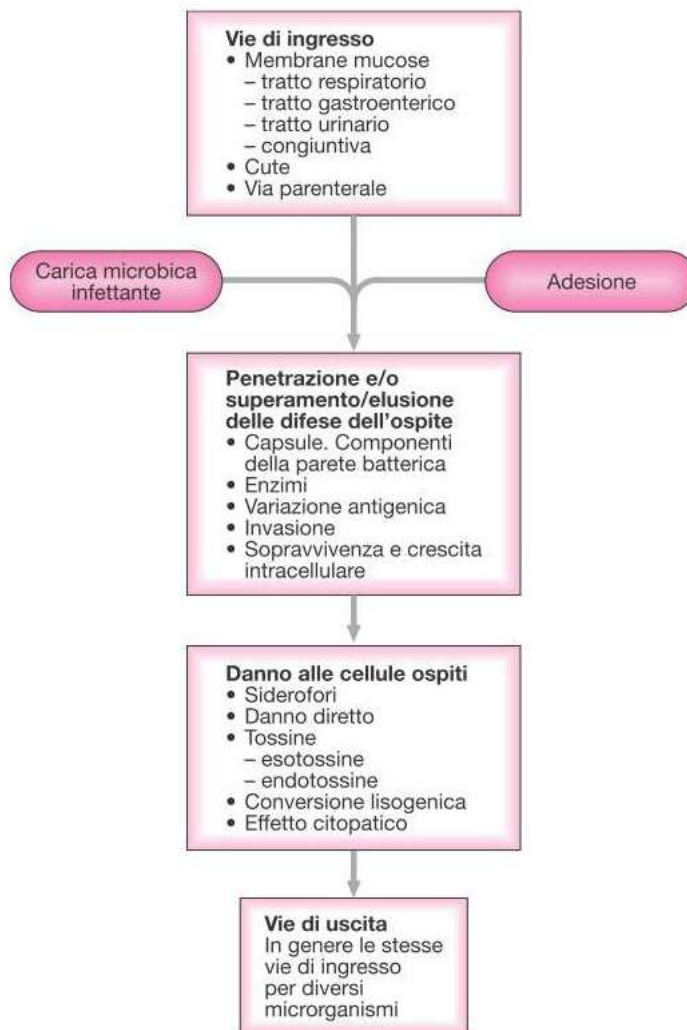 Vie di ingresso
• Membrane mucose
– tratto respiratorio
– tratto gastroenterico
– tratto urinario
– congiuntiva
• Cute
• Via parenterale
Carica microbica
infettante
Adesione
Penetrazione e/o
superamento/elusione
delle difese dell'ospite
• Capsule. Componenti
della parete batterica
• Enzimi
• Variazione antigenica
• Invasione
• Sopravvivenza e crescita
intracellulare
Danno alle cellule ospiti
• Siderofori
• Danno diretto
• Tossine
– esotossine
– endotossine
• Conversione lisogenica
• Effetto citopatico
Vie di uscita
In genere le stesse
vie di ingresso
per diversi
microrganismi